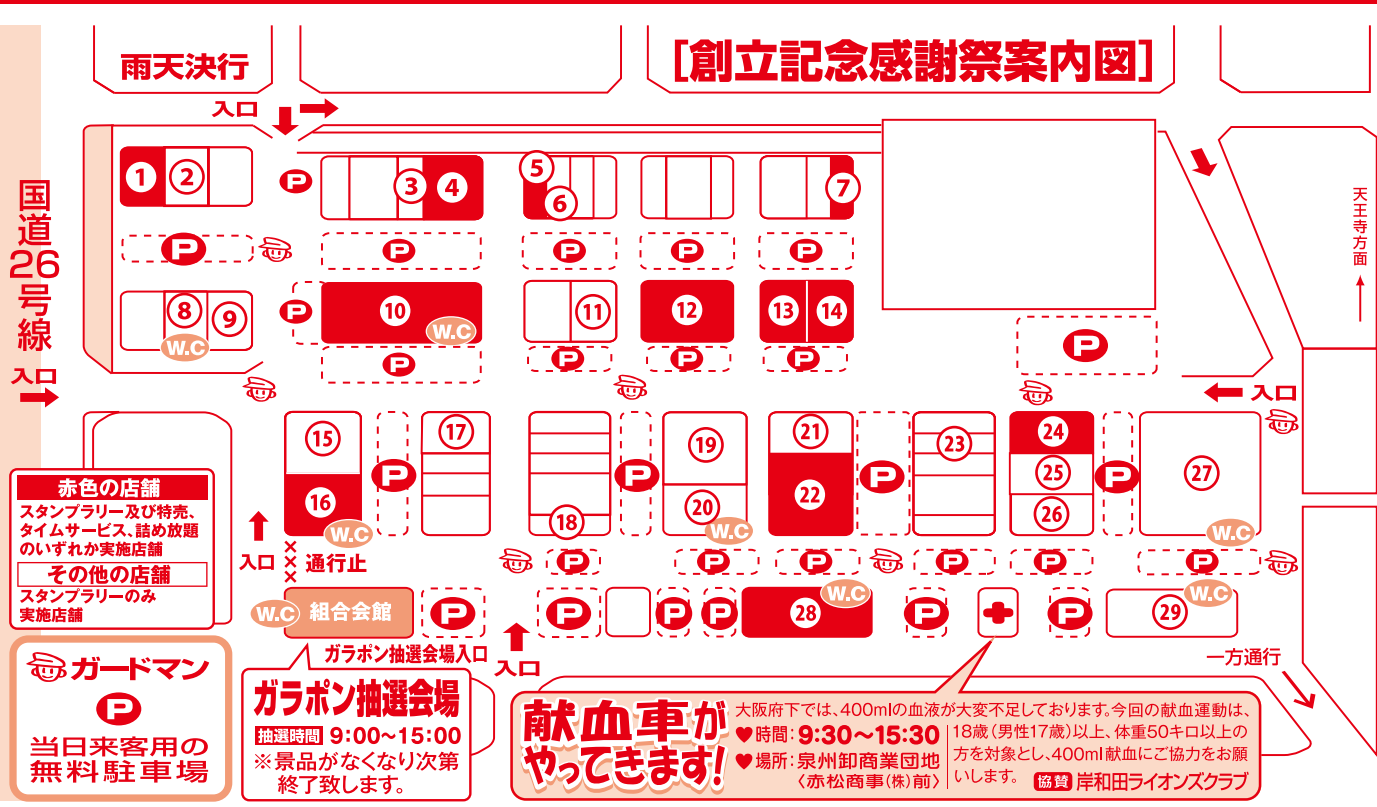 雨天決行
[創立記念感謝祭案内図]
入口
国道26号線
天王寺方面
① ② P ③ ④ ⑤ ⑥ ⑦
P P P P P
⑧ ⑨ P ⑩ ⑪ ⑫ ⑬ ⑭
W.C W.C
P P P P P
入口
入口
⑮ P ⑰ P ⑲ ㉑ P ㉓ ㉔ P ㉗
⑯ ⑱ ⑳ ㉒ ㉕ ㉖
W.C W.C W.C
入口 ××× 通行止
P P P P P P
W.C 組合会館 P P P P ㉘ W.C P P ㉙ W.C
ガラポン抽選会場入口
入口
一方通行
赤色の店舗
スタンプラリー及び特売、
タイムサービス、詰め放題
のいずれか実施店舗
その他の店舗
スタンプラリーのみ
実施店舗
ガードマン
P
当日来客用の
無料駐車場
ガラポン抽選会場
抽選時間 9:00~15:00
※景品がなくなり次第
終了致します。
献血車が
やってきます!
大阪府下では、400mlの血液が大変不足しております。今回の献血運動は、
♥時間:9:30~15:30
♥場所:泉州卸商業団地
〈赤松商事(株)前〉
18歳(男性17歳)以上、体重50キロ以上の
方を対象とし、400ml献血にご協力をお願
いします。 協賛 岸和田ライオンズクラブ